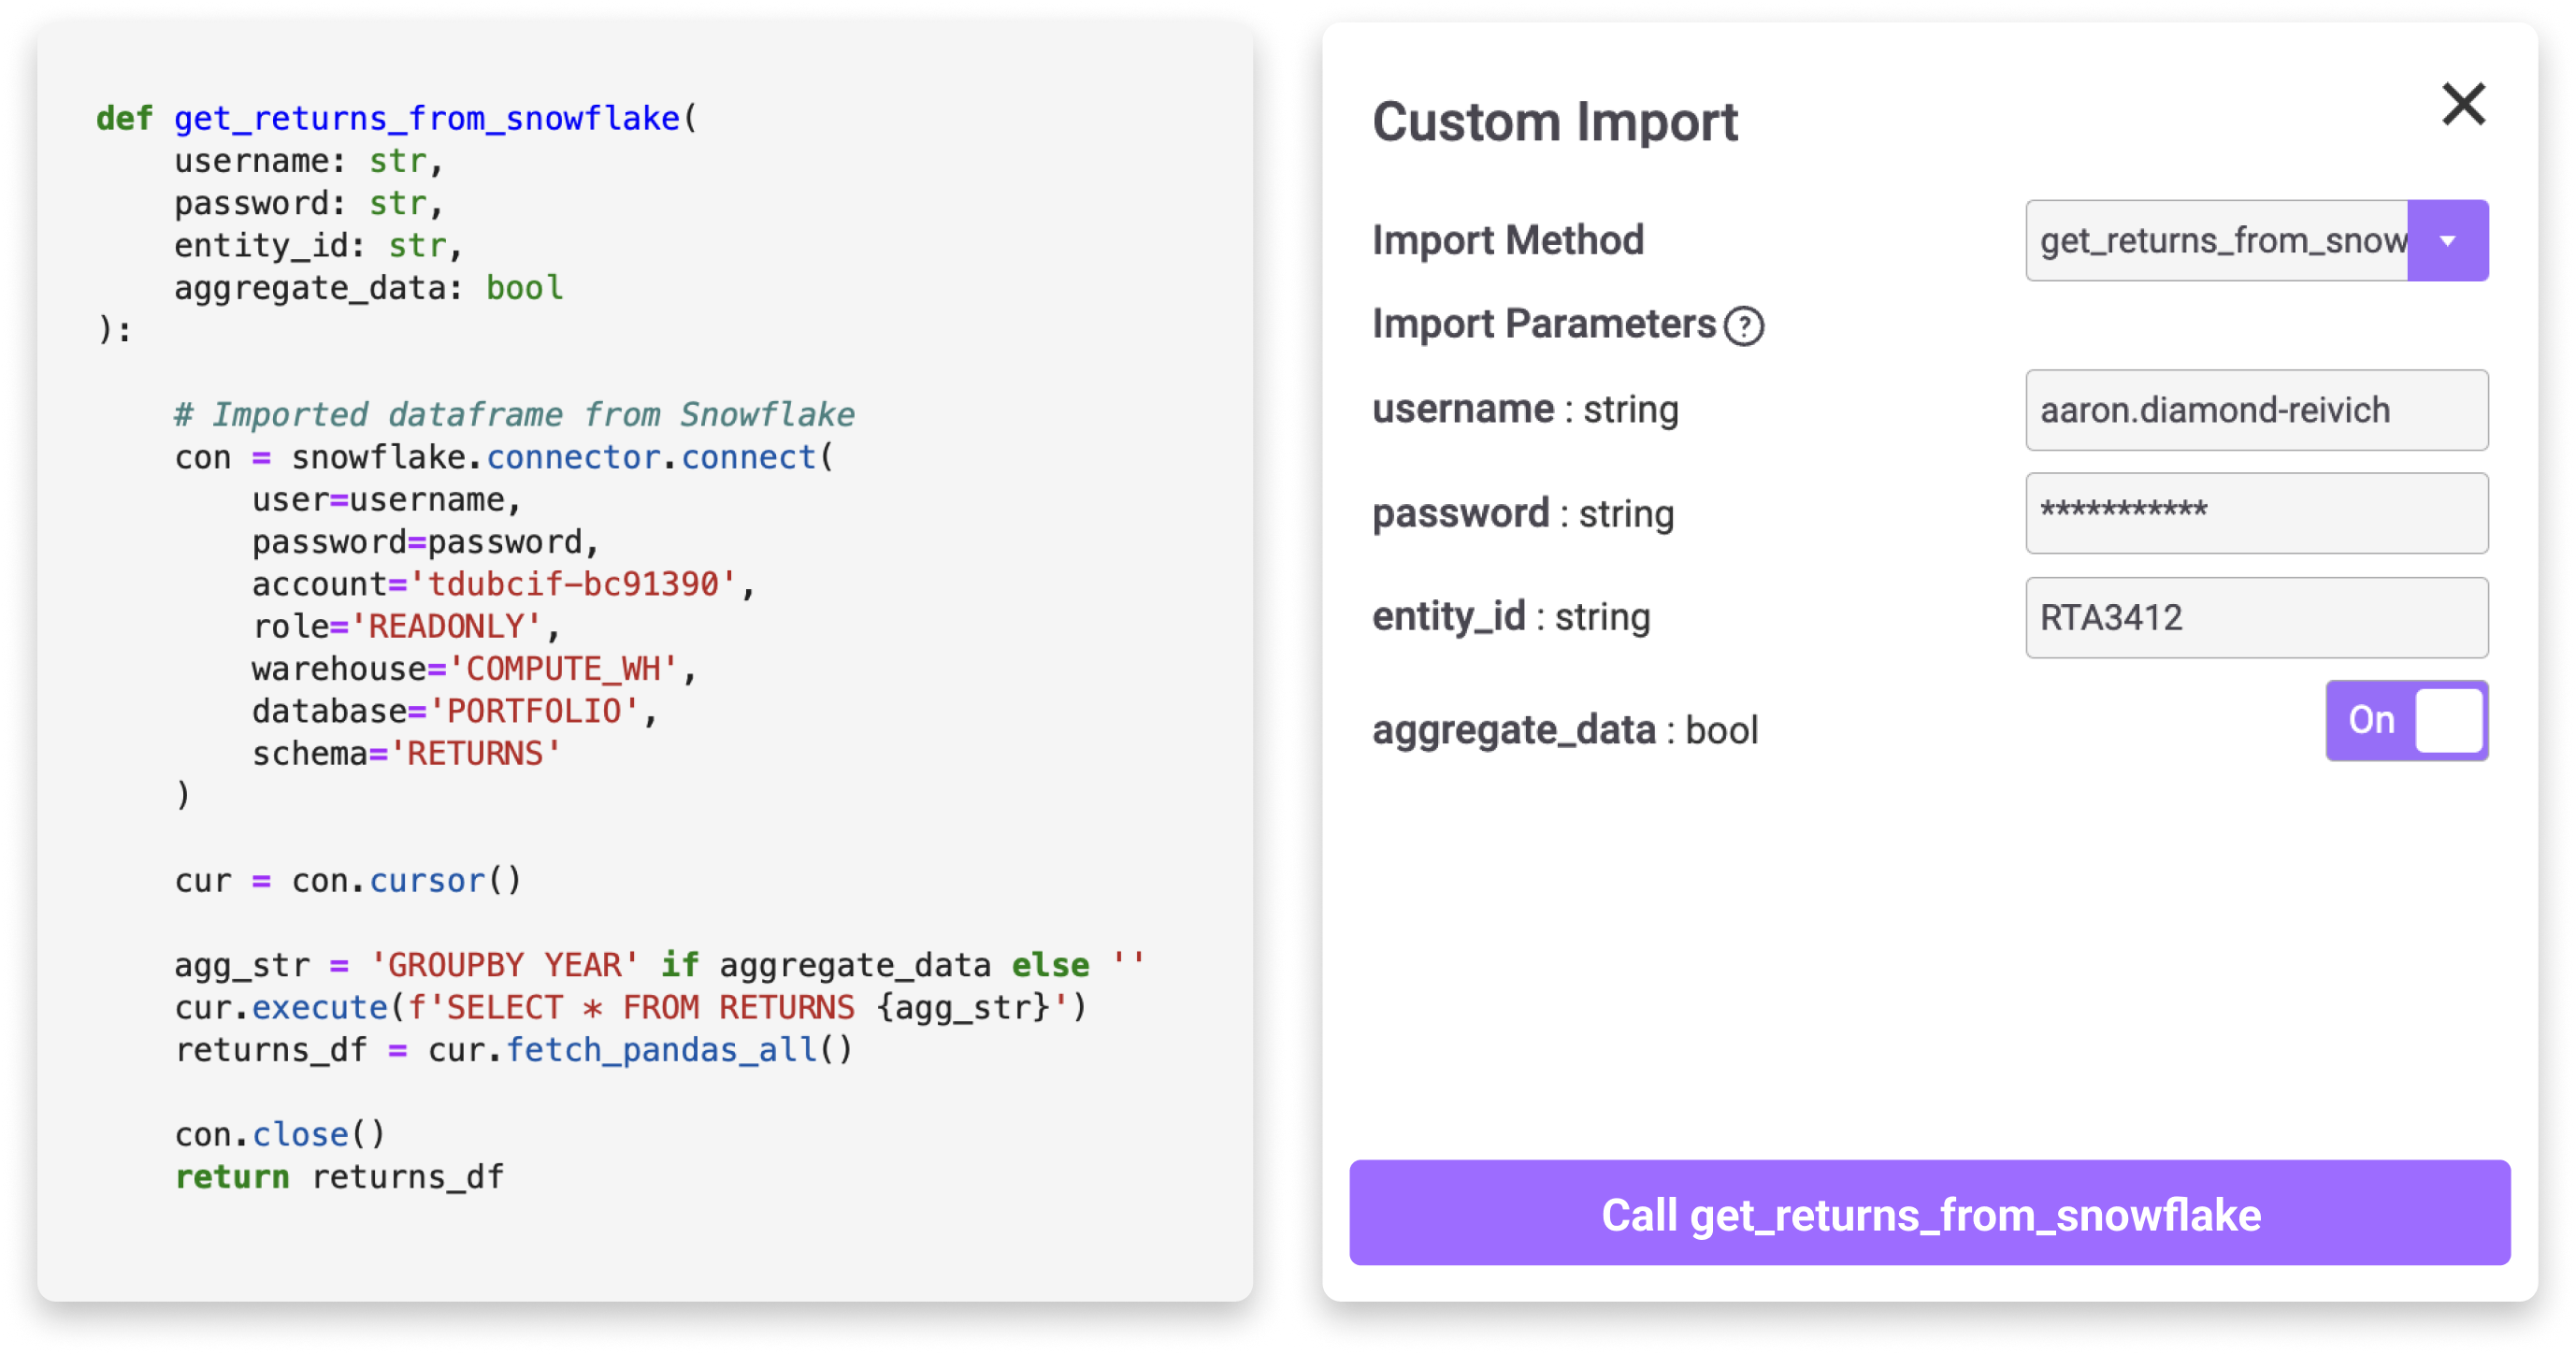 def get_returns_from_snowflake(
    username: str,
    password: str,
    entity_id: str,
    aggregate_data: bool
):
    # Imported dataframe from Snowflake
    con = snowflake.connector.connect(
        user=username,
        password=password,
        account='tdubcif-bc91390',
        role='READONLY',
        warehouse='COMPUTE_WH',
        database='PORTFOLIO',
        schema='RETURNS'
    )
    cur = con.cursor()
    agg_str = 'GROUPBY YEAR' if aggregate_data else ''
    cur.execute(f'SELECT * FROM RETURNS {agg_str}')
    returns_df = cur.fetch_pandas_all()
    con.close()
    return returns_df
Custom Import
Import Method get_returns_from_snow
Import Parameters ?
username : string aaron.diamond-reivich
password : string ***********
entity_id : string RTA3412
aggregate_data : bool On
Call get_returns_from_snowflake